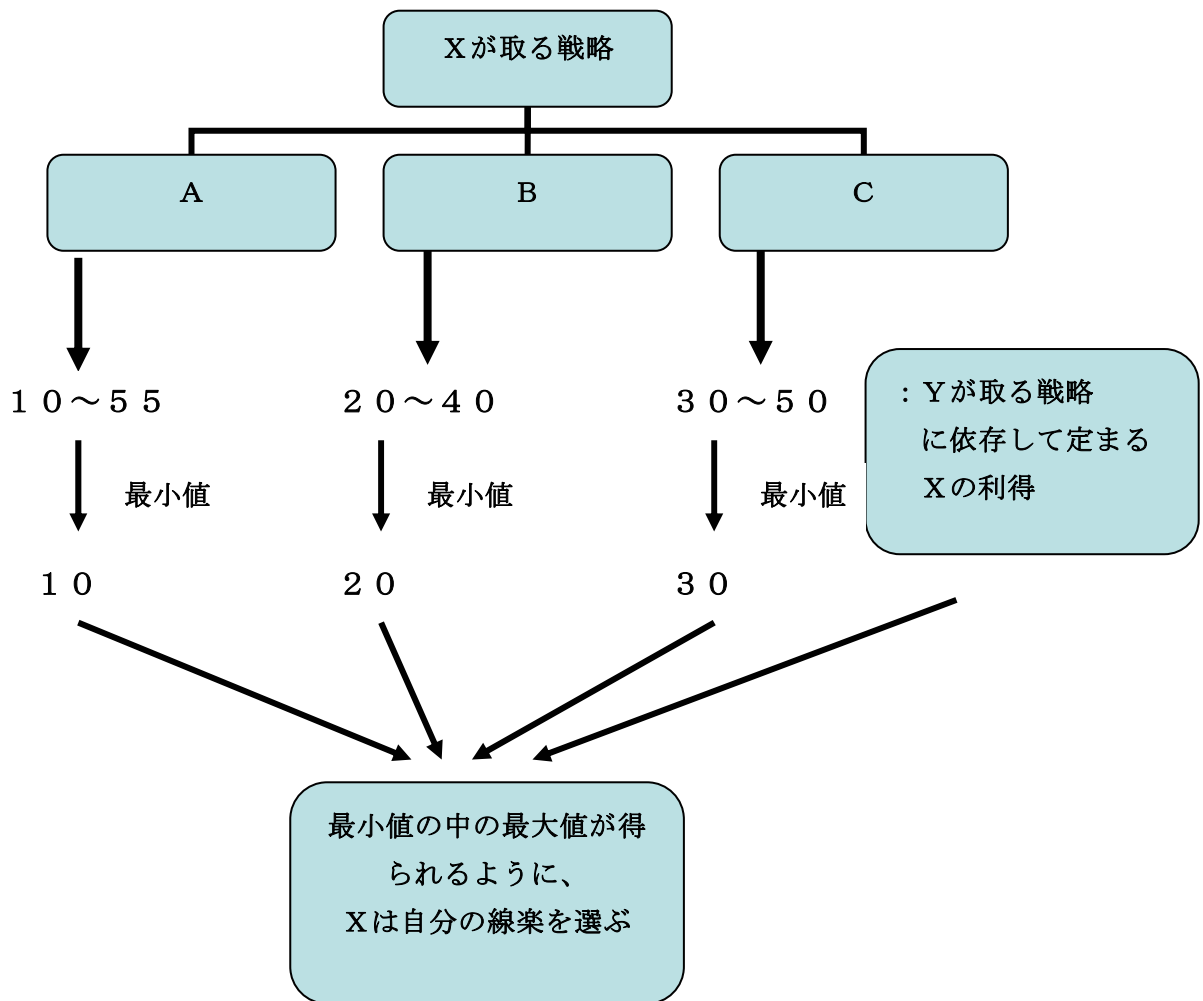 Ｘが取る戦略
Ａ
Ｂ
Ｃ
１０～５５
２０～４０
３０～５０
：Ｙが取る戦略
に依存して定まる
Ｘの利得
最小値
最小値
最小値
１０
２０
３０
最小値の中の最大値が得
られるように、
Ｘは自分の線楽を選ぶ